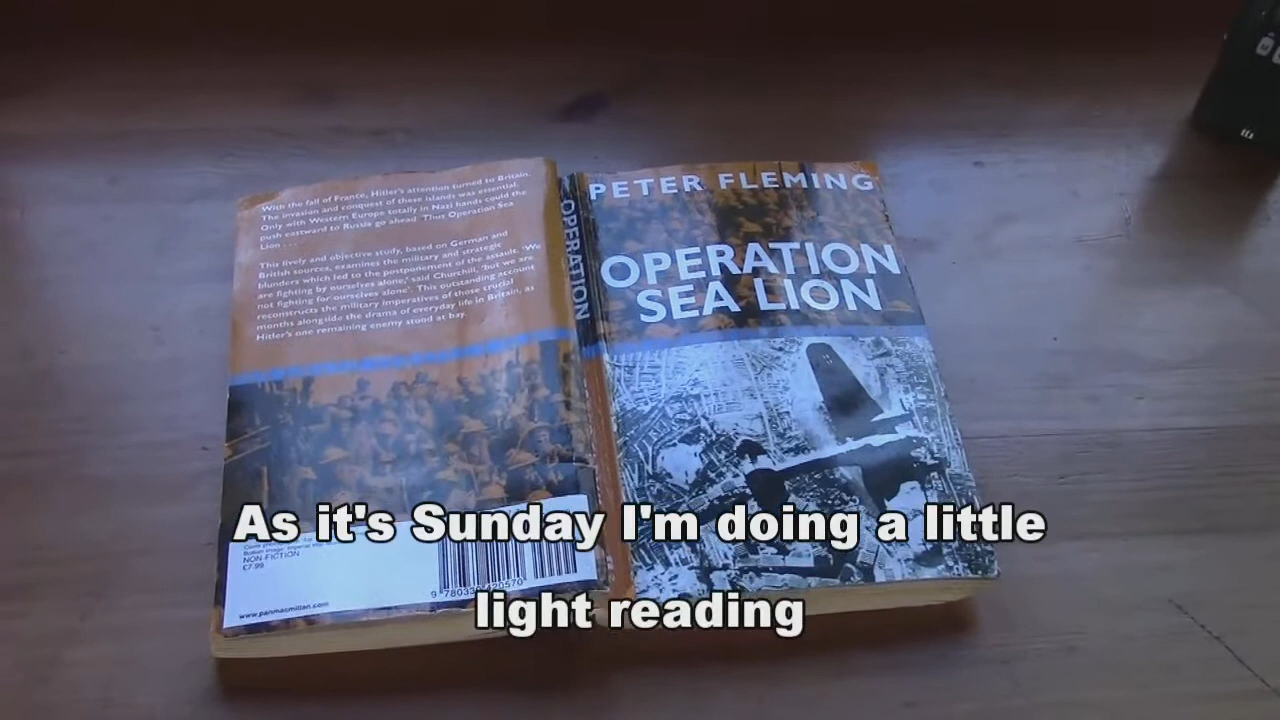 With the fall of France, Hitler's attention turned to Britain.
The invasion and conquest of these islands was essential.
Only with Western Europe totally in Nazi hands could the
push eastward to Russia go ahead. Thus Operation Sea
Lion . . .
This lively and objective study, based on German and
British sources, examines the military and strategic
blunders which led to the postponement of the assault. 'We
are fighting by ourselves alone,' said Churchill, 'but we are
not fighting for ourselves alone'. This outstanding account
reconstructs the military imperatives of those crucial
months alongside the drama of everyday life in Britain, as
Hitler's one remaining enemy stood at bay.
NON-FICTION
£7.99
www.panmacmillan.com
OPERATION
PETER FLEMING
OPERATION
SEA LION
As it's Sunday I'm doing a little
light reading